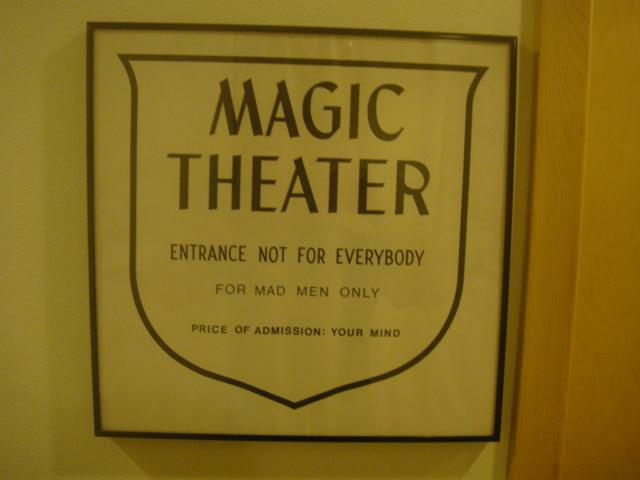 MAGIC
THEATER
ENTRANCE NOT FOR EVERYBODY
FOR MAD MEN ONLY
PRICE OF ADMISSION: YOUR MIND